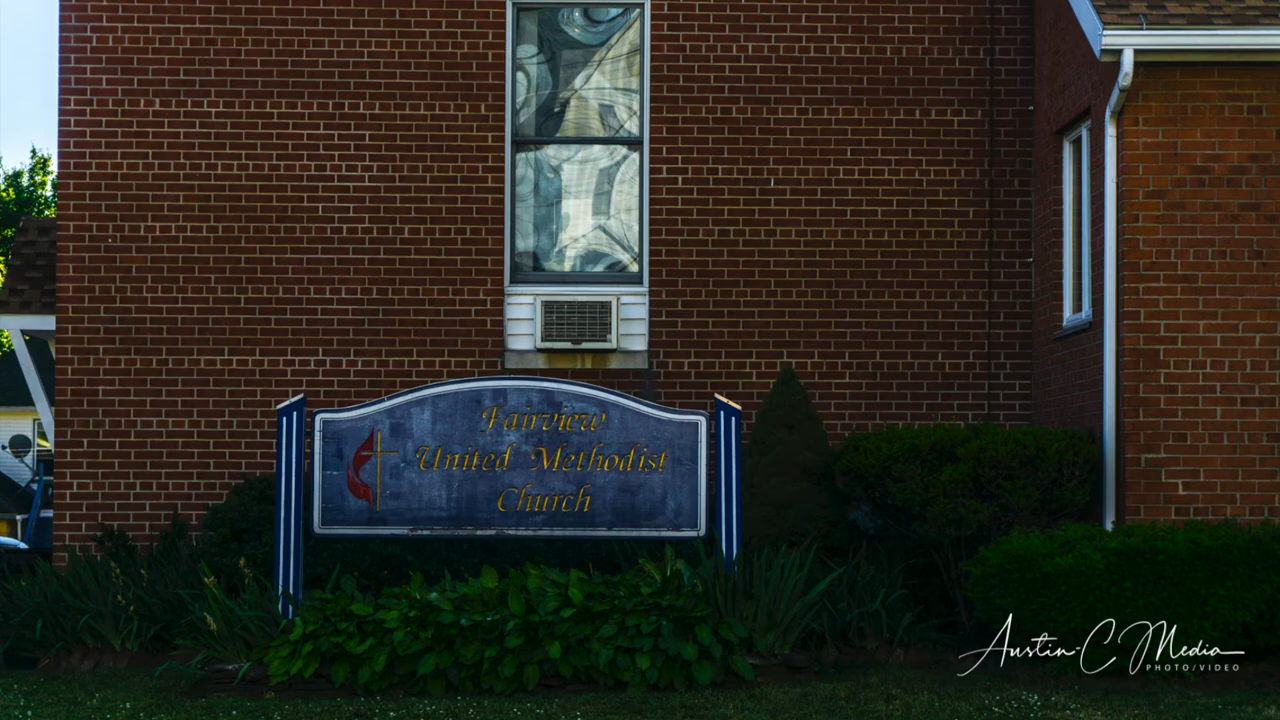 Fairview
United Methodist
Church
Austin-C Media
PHOTO/VIDEO